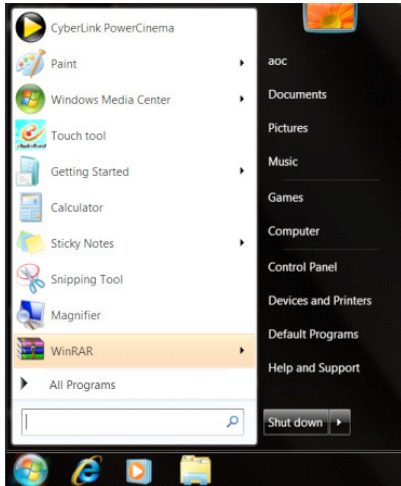 CyberLink PowerCinema
Paint
Windows Media Center
Touch tool
Getting Started
Calculator
Sticky Notes
Snipping Tool
Magnifier
WinRAR
All Programs
aoc
Documents
Pictures
Music
Games
Computer
Control Panel
Devices and Printers
Default Programs
Help and Support
Shut down